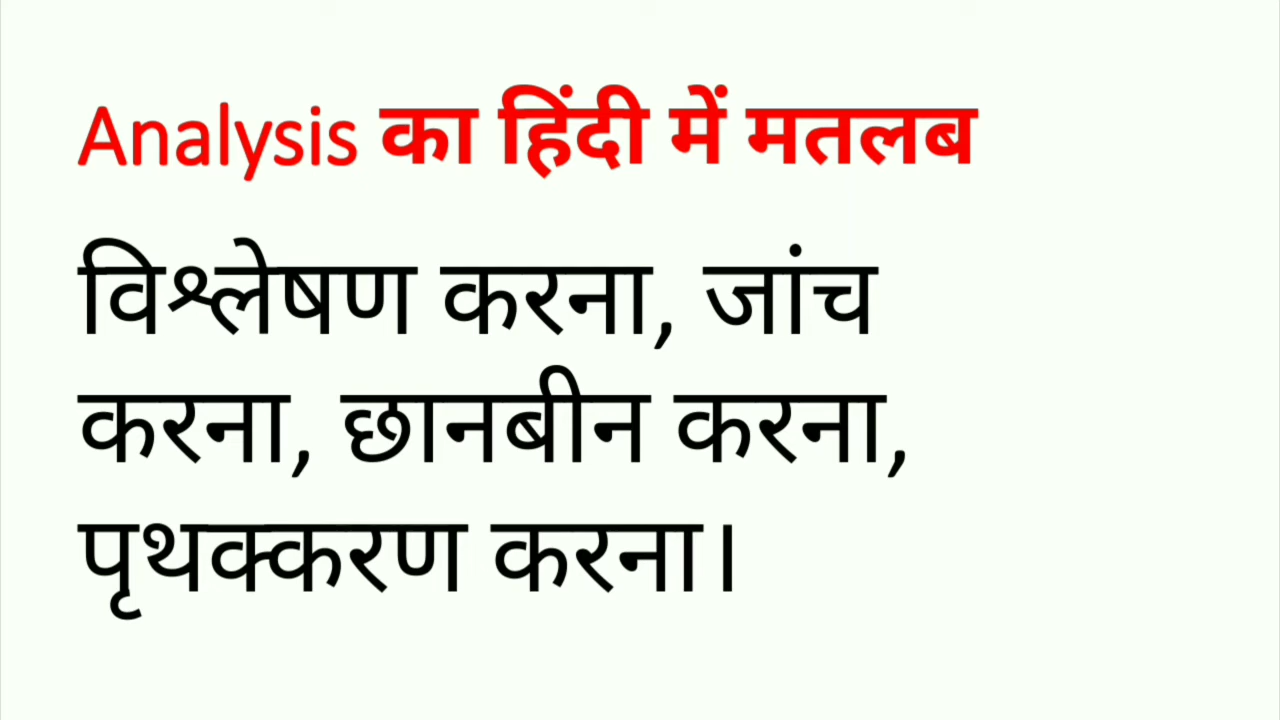 Analysis का हिंदी में मतलब
विश्लेषण करना, जांच
करना, छानबीन करना,
पृथक्करण करना।